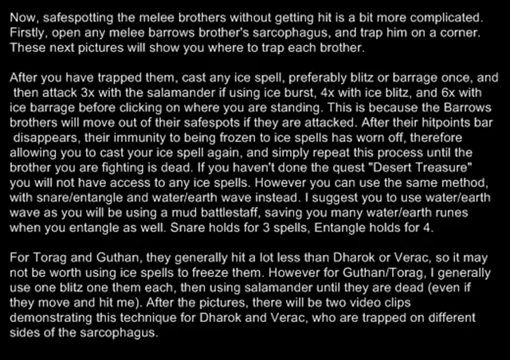 Now, safespotting the melee brothers without getting hit is a bit more complicated.
Firstly, open any melee barrows brother's sarcophagus, and trap him on a corner.
These next pictures will show you where to trap each brother.
After you have trapped them, cast any ice spell, preferably blitz or barrage once, and
then attack 3x with the salamander if using ice burst, 4x with ice blitz, and 6x with
ice barrage before clicking on where you are standing. This is because the Barrows
brothers will move out of their safespots if they are attacked. After their hitpoints bar
disappears, their immunity to being frozen to ice spells has worn off, therefore
allowing you to cast your ice spell again, and simply repeat this process until the
brother you are fighting is dead. If you haven't done the quest "Desert Treasure"
you will not have access to any ice spells. However you can use the same method,
with snare/entangle and water/earth wave instead. I suggest you to use water/earth
wave as you will be using a mud battlestaff, saving you many water/earth runes
when you entangle as well. Snare holds for 3 spells, Entangle holds for 4.
For Torag and Guthan, they generally hit a lot less than Dharok or Verac, so it may
not be worth using ice spells to freeze them. However for Guthan/Torag, I generally
use one blitz one them each, then using salamander until they are dead (even if
they move and hit me). After the pictures, there will be two video clips
demonstrating this technique for Dharok and Verac, who are trapped on different
sides of the sarcophagus.